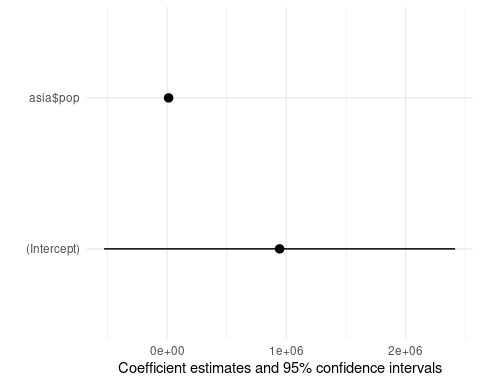 asia$pop
(Intercept)
0e+00 1e+06 2e+06
Coefficient estimates and 95% confidence intervals